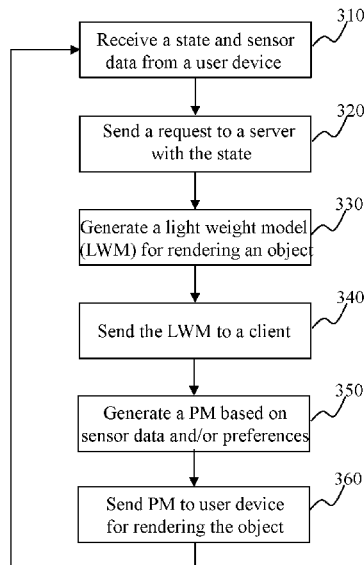 310
Receive a state and sensor
data from a user device
320
Send a request to a server
with the state
330
Generate a light weight model
(LWM) for rendering an object
340
Send the LWM to a client
350
Generate a PM based on
sensor data and/or preferences
360
Send PM to user device
for rendering the object